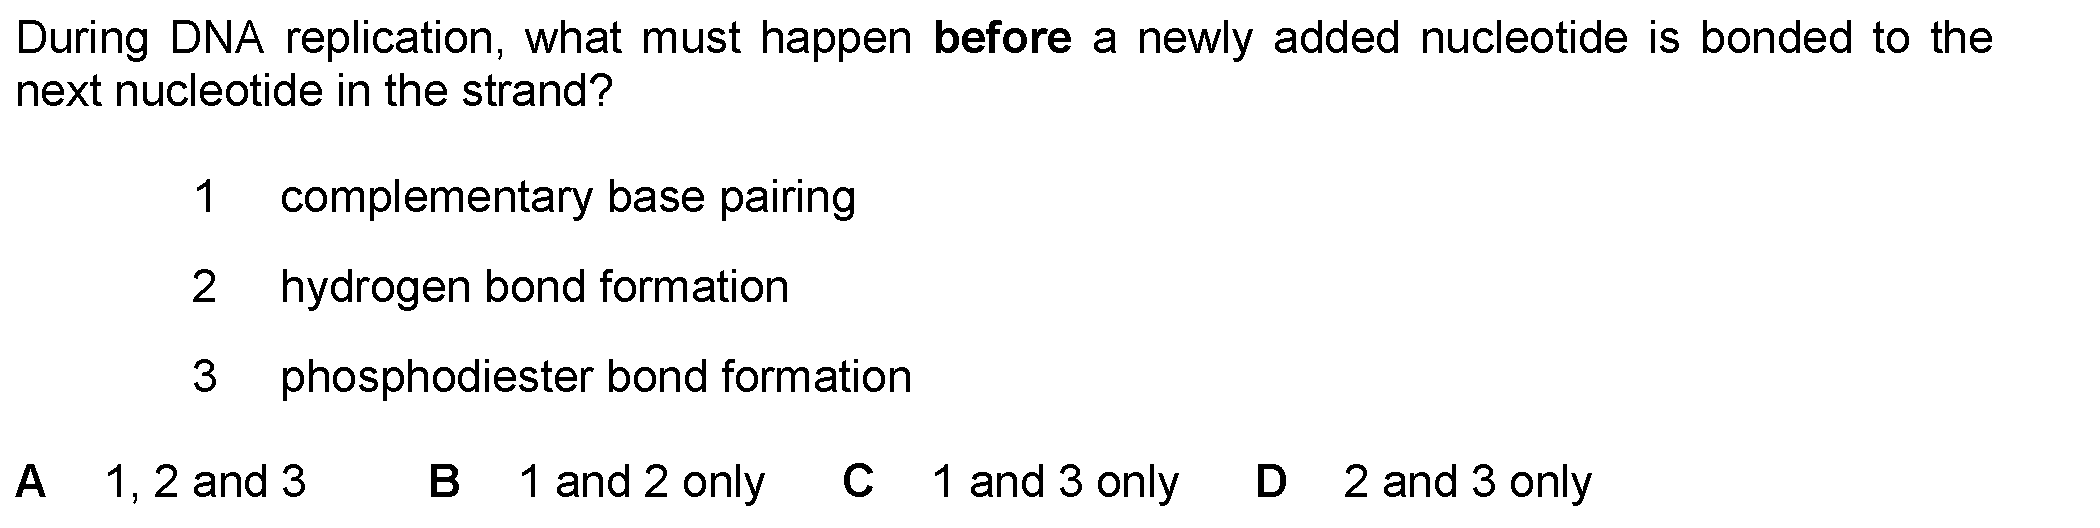 During DNA replication, what must happen before a newly added nucleotide is bonded to the
next nucleotide in the strand?
1 complementary base pairing
2 hydrogen bond formation
3 phosphodiester bond formation
A 1, 2 and 3 B 1 and 2 only C 1 and 3 only D 2 and 3 only